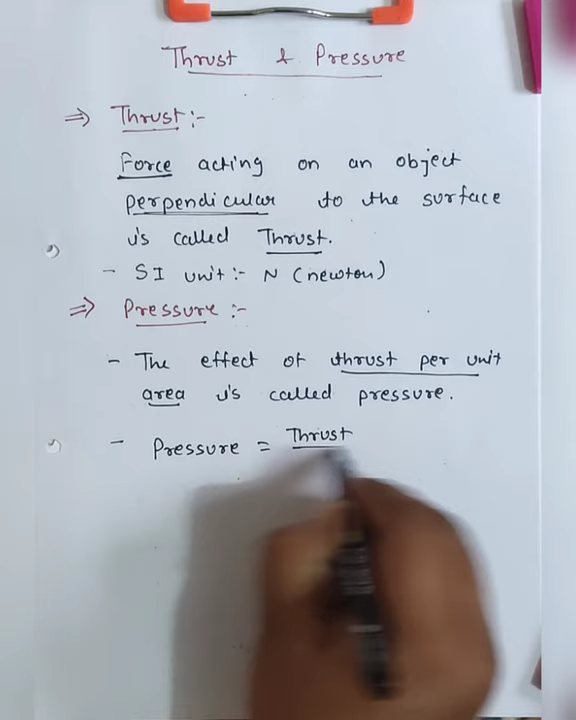 Thrust & Pressure
⇒ Thrust :-
Force acting on an object
perpendicular to the surface
is called Thrust.
- SI unit :- N (newton)
⇒ Pressure :-
- The effect of thrust per unit
area is called pressure.
- Pressure = Thrust